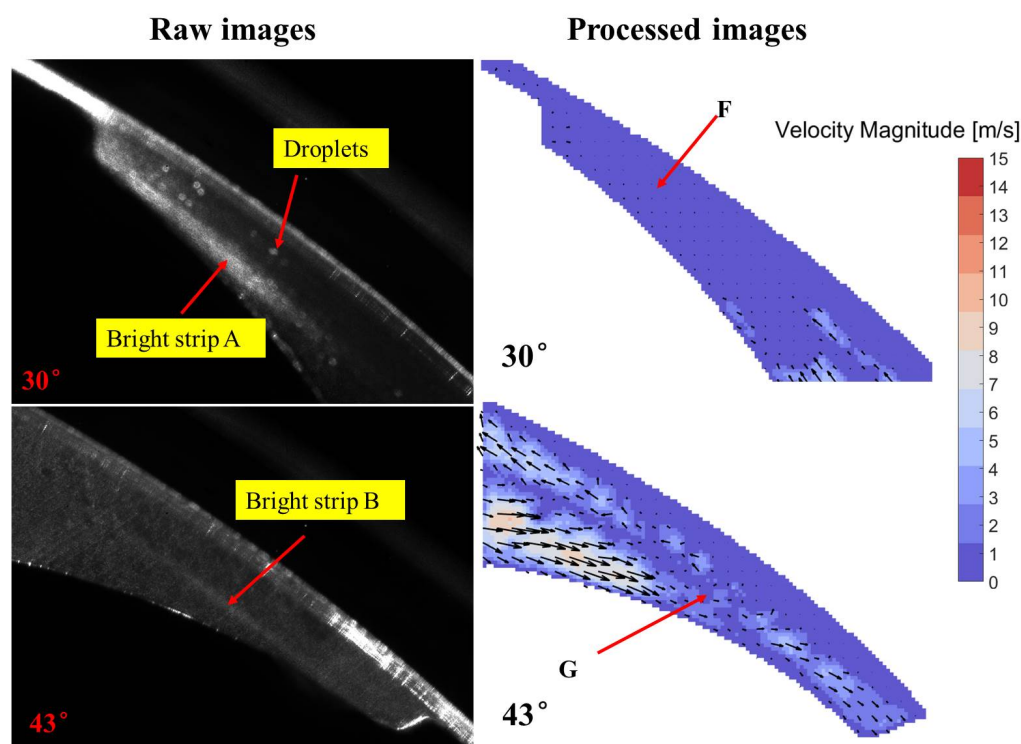 Raw images
Processed images
Droplets
F
Velocity Magnitude [m/s]
15
14
13
12
11
10
9
8
7
6
5
4
3
2
1
0
Bright strip A
30°
30°
Bright strip B
G
43°
43°